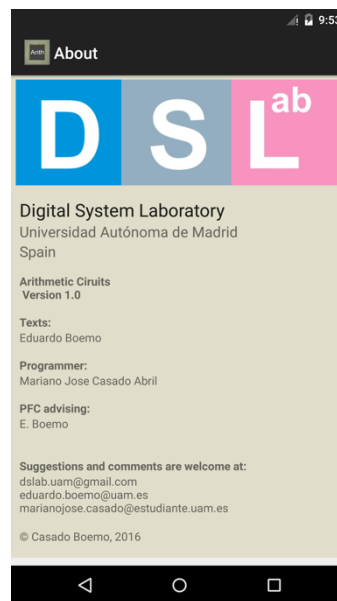 9:53
Arith
About
D S L ab
Digital System Laboratory
Universidad Autónoma de Madrid
Spain
Arithmetic Ciruits
Version 1.0
Texts:
Eduardo Boemo
Programmer:
Mariano Jose Casado Abril
PFC advising:
E. Boemo
Suggestions and comments are welcome at:
dslab.uam@gmail.com
eduardo.boemo@uam.es
marianojose.casado@estudiante.uam.es
© Casado Boemo, 2016